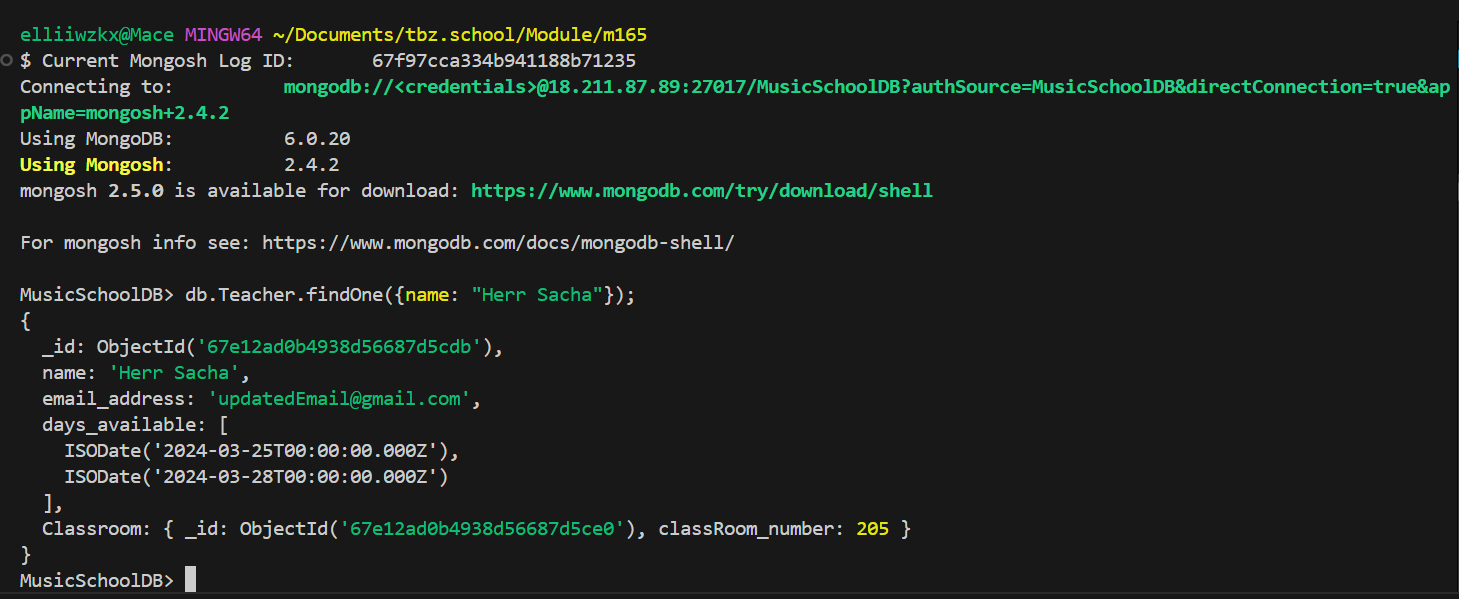 elliiwzkx@Mace MINGW64 ~/Documents/tbz.school/Module/m165
$ Current Mongosh Log ID: 67f97cca334b941188b71235
Connecting to: mongodb://<credentials>@18.211.87.89:27017/MusicSchoolDB?authSource=MusicSchoolDB&directConnection=true&ap
pName=mongosh+2.4.2
Using MongoDB: 6.0.20
Using Mongosh: 2.4.2
mongosh 2.5.0 is available for download: https://www.mongodb.com/try/download/shell
For mongosh info see: https://www.mongodb.com/docs/mongodb-shell/
MusicSchoolDB> db.Teacher.findOne({name: "Herr Sacha"});
{
  _id: ObjectId('67e12ad0b4938d56687d5cdb'),
  name: 'Herr Sacha',
  email_address: 'updatedEmail@gmail.com',
  days_available: [
    ISODate('2024-03-25T00:00:00.000Z'),
    ISODate('2024-03-28T00:00:00.000Z')
  ],
  Classroom: { _id: ObjectId('67e12ad0b4938d56687d5ce0'), classRoom_number: 205 }
}
MusicSchoolDB>